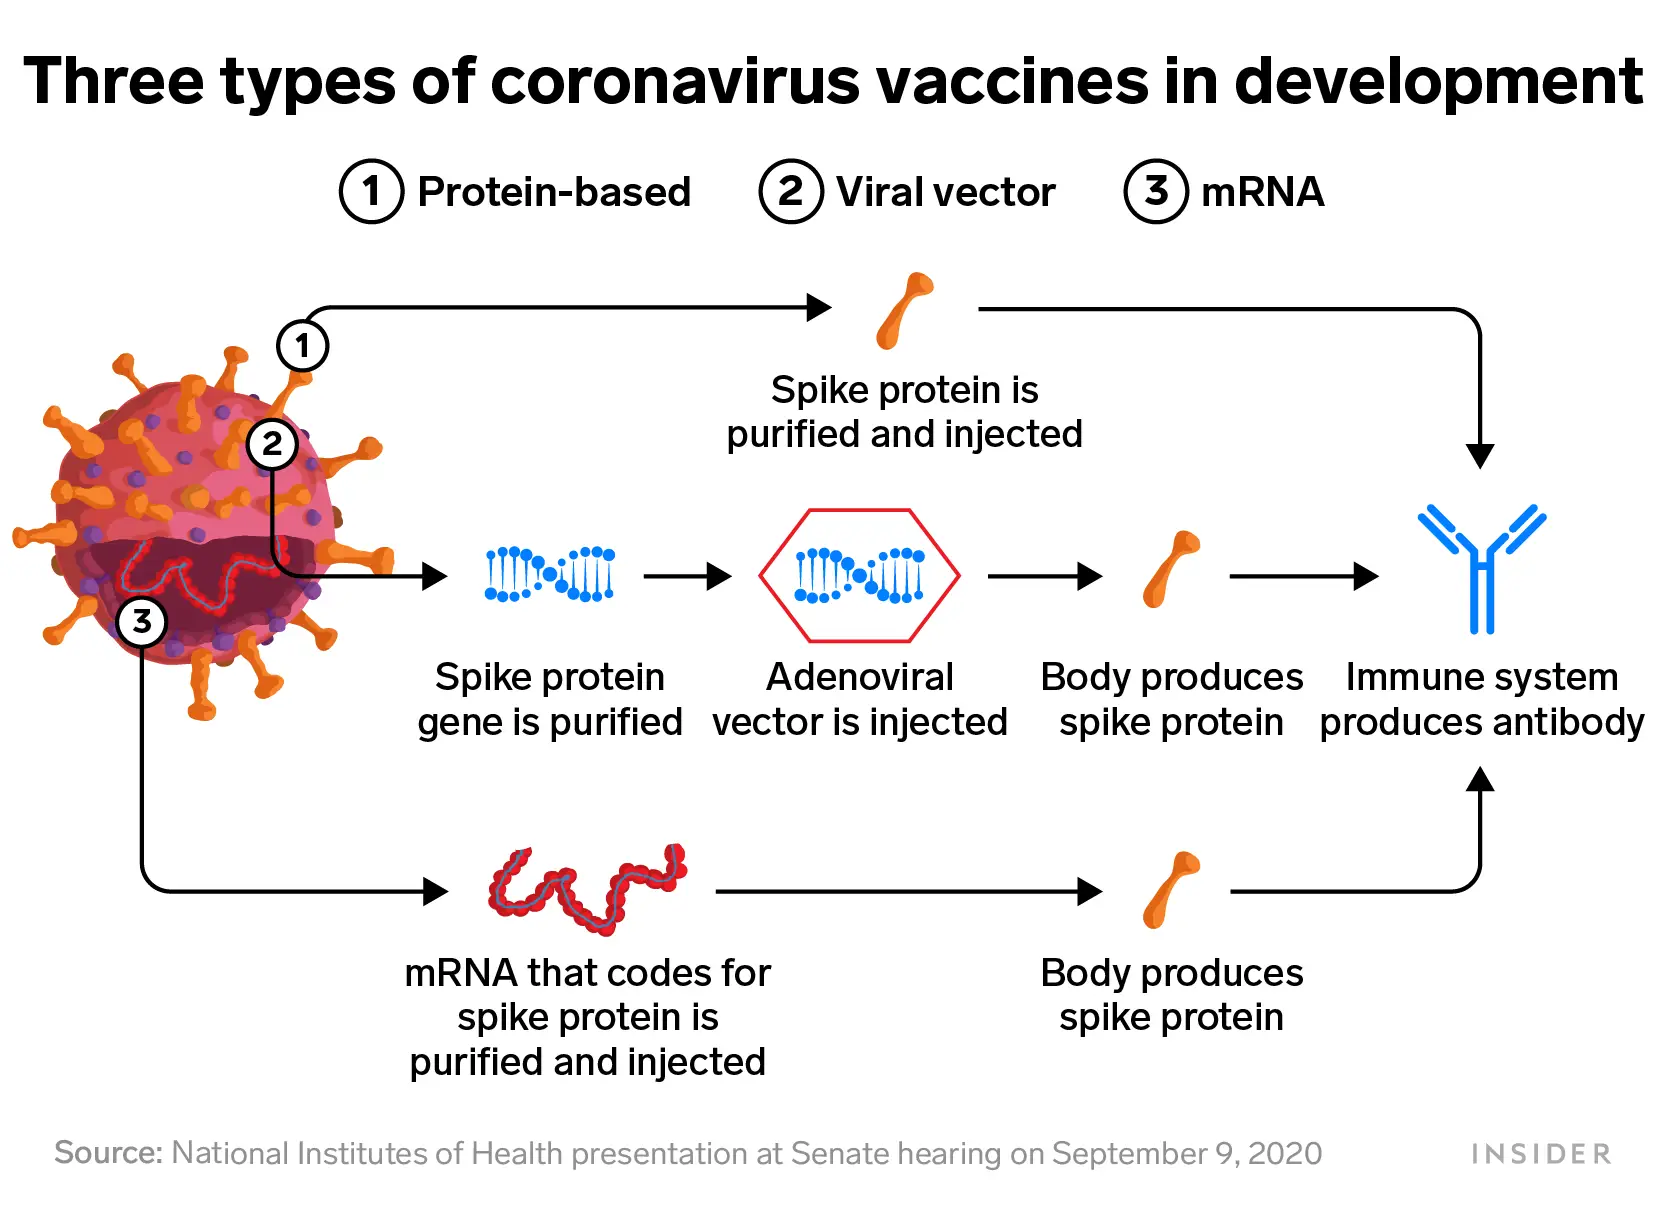 Three types of coronavirus vaccines in development
1 Protein-based 2 Viral vector 3 mRNA
1
Spike protein is
purified and injected
2
Spike protein
gene is purified
Adenoviral
vector is injected
Body produces
spike protein
Immune system
produces antibody
3
mRNA that codes for
spike protein is
purified and injected
Body produces
spike protein
Source: National Institutes of Health presentation at Senate hearing on September 9, 2020
INSIDER